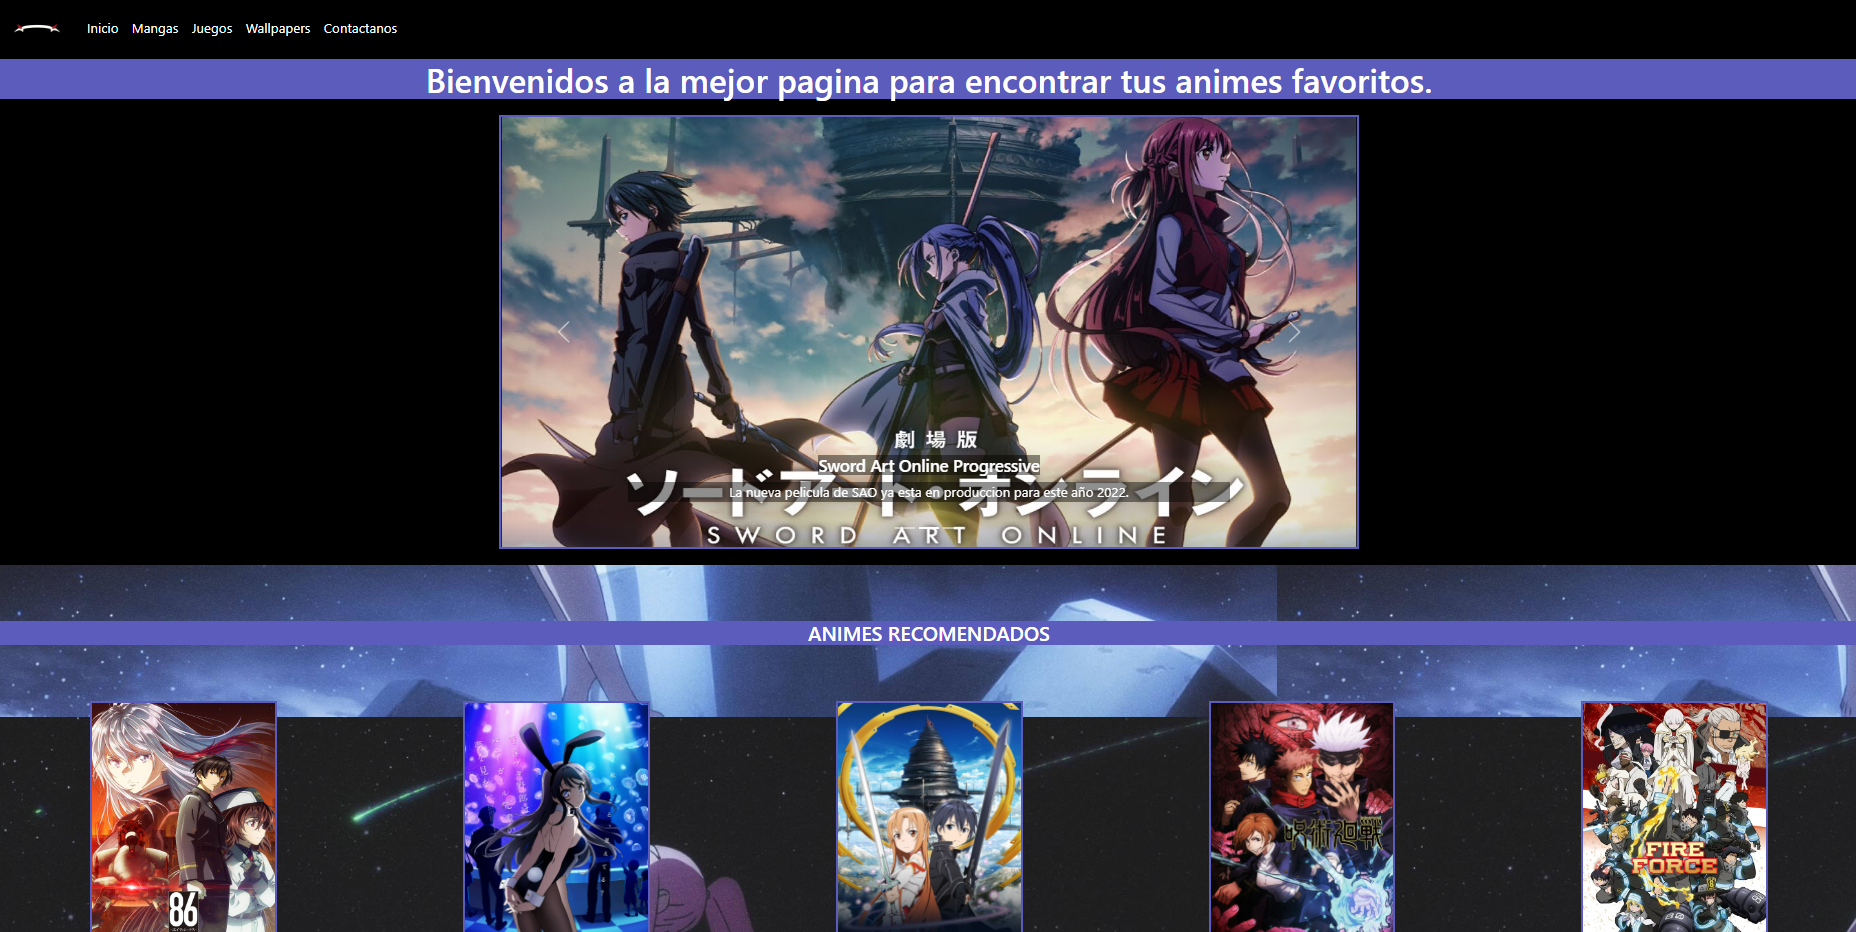 Inicio Mangas Juegos Wallpapers Contactanos
Bienvenidos a la mejor pagina para encontrar tus animes favoritos.
劇場版
Sword Art Online Progressive
ソードアート・オンライン
La nueva pelicula de SAO ya esta en produccion para este año 2022.
SWORD ART ONLINE
ANIMES RECOMENDADOS
呪術廻戦
FIRE
FORCE
86